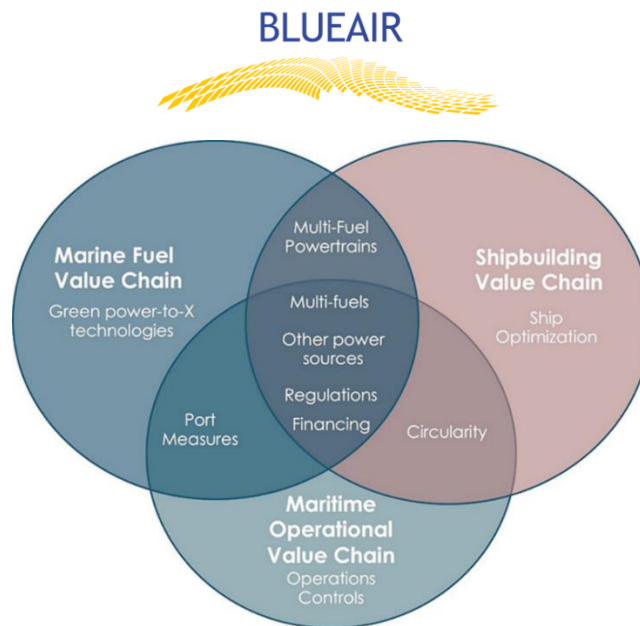 BLUEAIR
Multi-Fuel
Powertrains
Marine Fuel
Value Chain
Green power-to-X
technologies
Shipbuilding
Value Chain
Ship
Optimization
Multi-fuels
Other power
sources
Regulations
Financing
Port
Measures
Circularity
Maritime
Operational
Value Chain
Operations
Controls